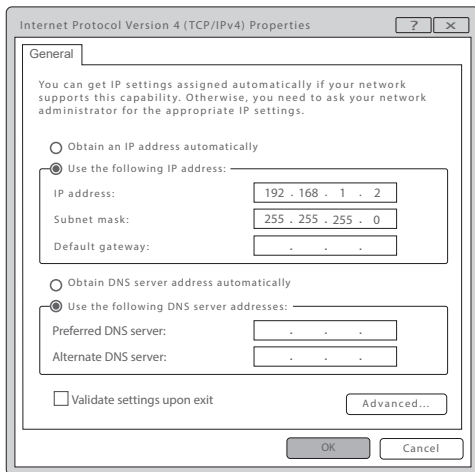 Internet Protocol Version 4 (TCP/IPv4) Properties ? ×
General
You can get IP settings assigned automatically if your network
supports this capability. Otherwise, you need to ask your network
administrator for the appropriate IP settings.
Obtain an IP address automatically
Use the following IP address:
IP address: 192 . 168 . 1 . 2
Subnet mask: 255 . 255 . 255 . 0
Default gateway: . . .
Obtain DNS server address automatically
Use the following DNS server addresses:
Preferred DNS server: . . .
Alternate DNS server: . . .
Validate settings upon exit
Advanced...
OK Cancel